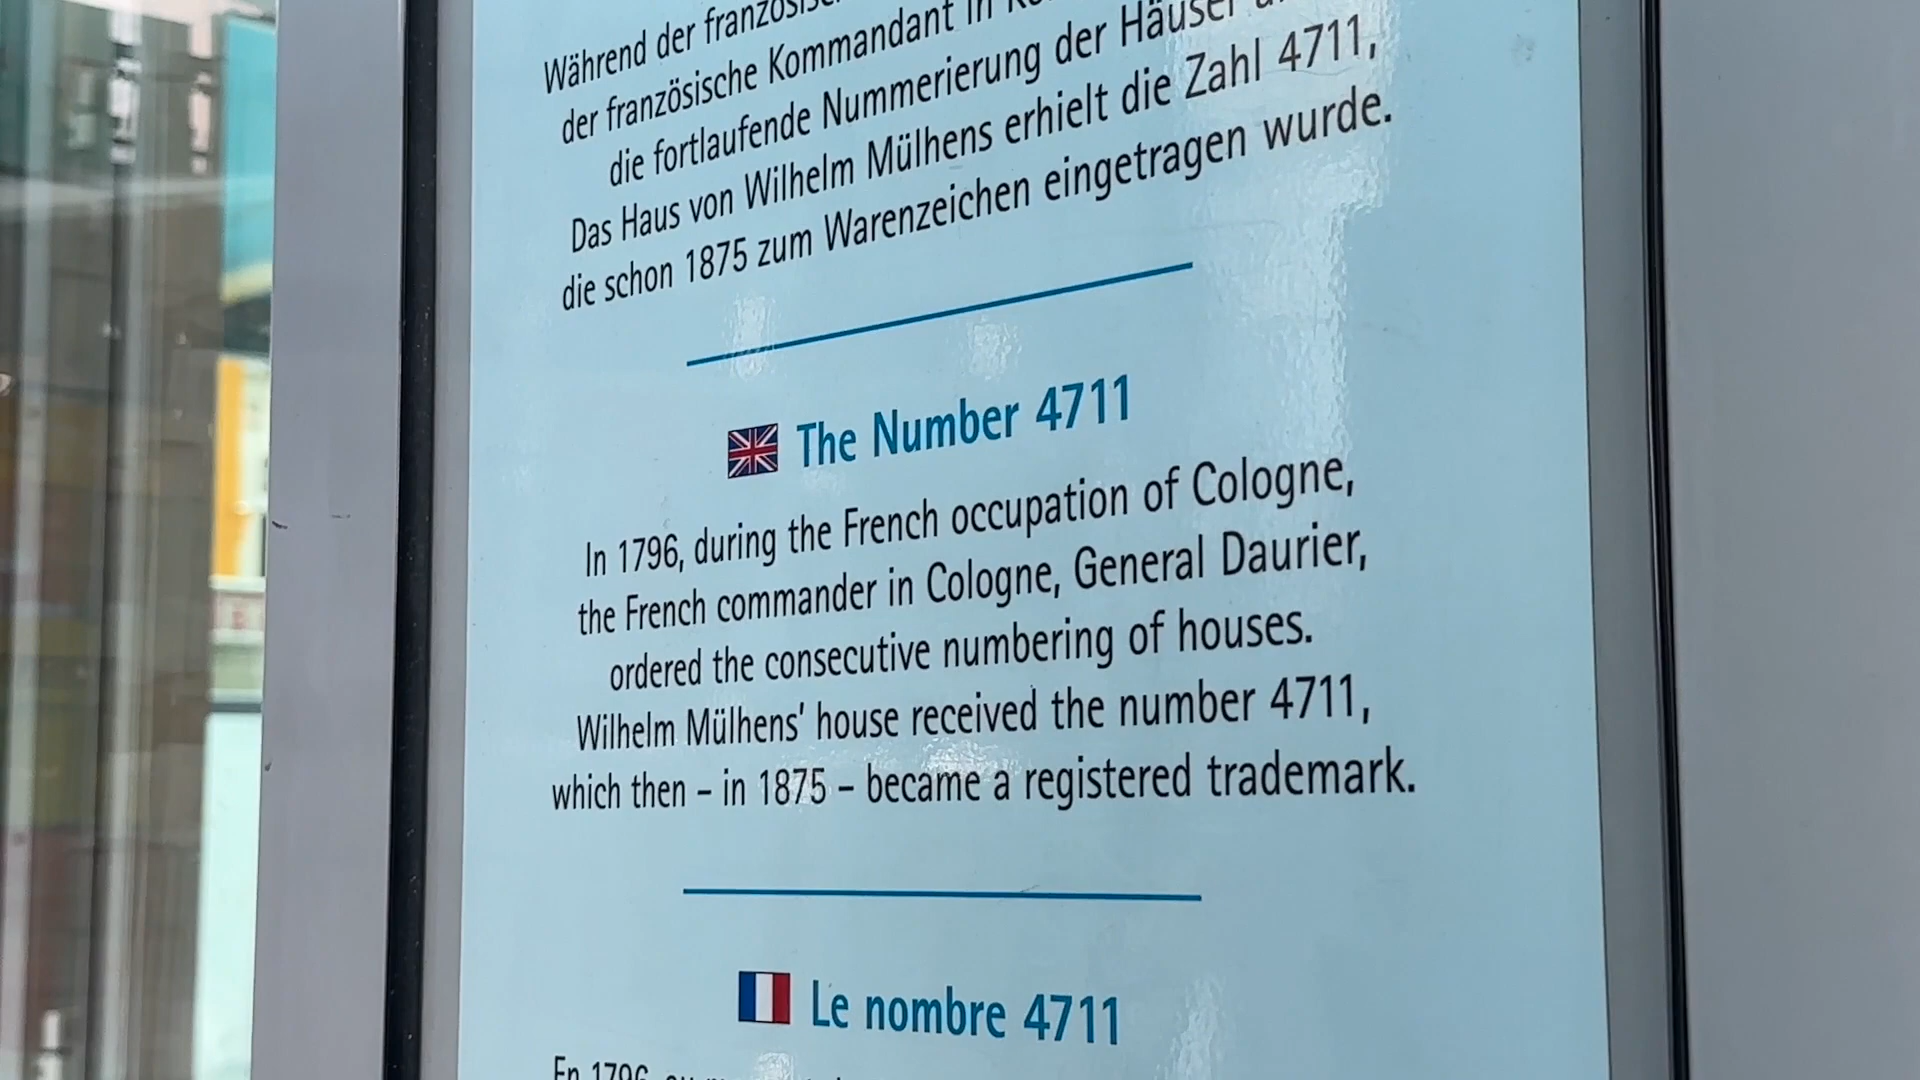 Während der
der französische Kommandant in
die fortlaufende Nummerierung der Häuser
Das Haus von Wilhelm Mülhens erhielt die Zahl 4711,
die schon 1875 zum Warenzeichen eingetragen wurde.
The Number 4711
In 1796, during the French occupation of Cologne,
the French commander in Cologne, General Daurier,
ordered the consecutive numbering of houses.
Wilhelm Mülhens’ house received the number 4711,
which then – in 1875 – became a registered trademark.
Le nombre 4711
En 1796,